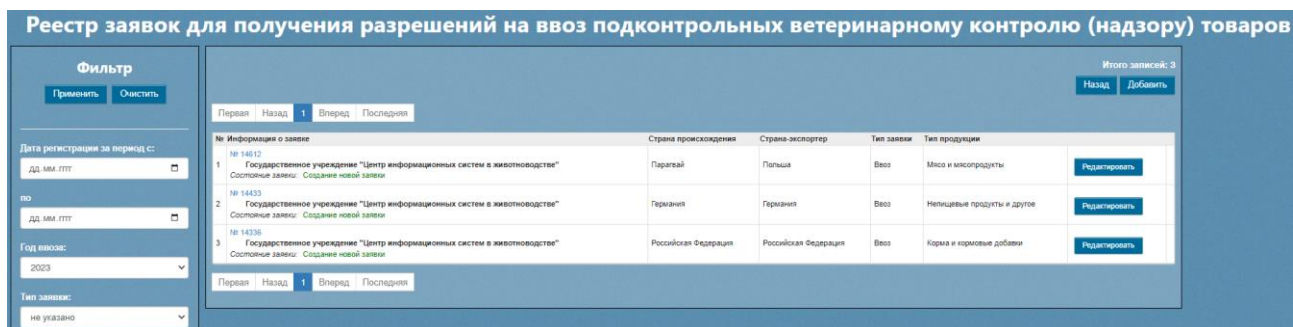 Реестр заявок для получения разрешений на ввоз подконтрольных ветеринарному контролю (надзору) товаров
Фильтр
Применить Очистить
Дата регистрации за период с:
дд.мм.гггг
по
дд.мм.гггг
Год ввоза:
2023
Тип заявки:
не указано
Итого записей: 3
Назад Добавить
Первая Назад 1 Вперед Последняя
№ Информация о заявке Страна происхождения Страна-экспортер Тип заявки Тип продукции
№ 14612
1 Государственное учреждение "Центр информационных систем в животноводстве" Парагвай Польша Ввоз Мясо и мясопродукты Редактировать
Состояние заявки: Создание новой заявки
№ 14433
2 Государственное учреждение "Центр информационных систем в животноводстве" Германия Германия Ввоз Непищевые продукты и другое Редактировать
Состояние заявки: Создание новой заявки
№ 14336
3 Государственное учреждение "Центр информационных систем в животноводстве" Российская Федерация Российская Федерация Ввоз Корма и кормовые добавки Редактировать
Состояние заявки: Создание новой заявки
Первая Назад 1 Вперед Последняя